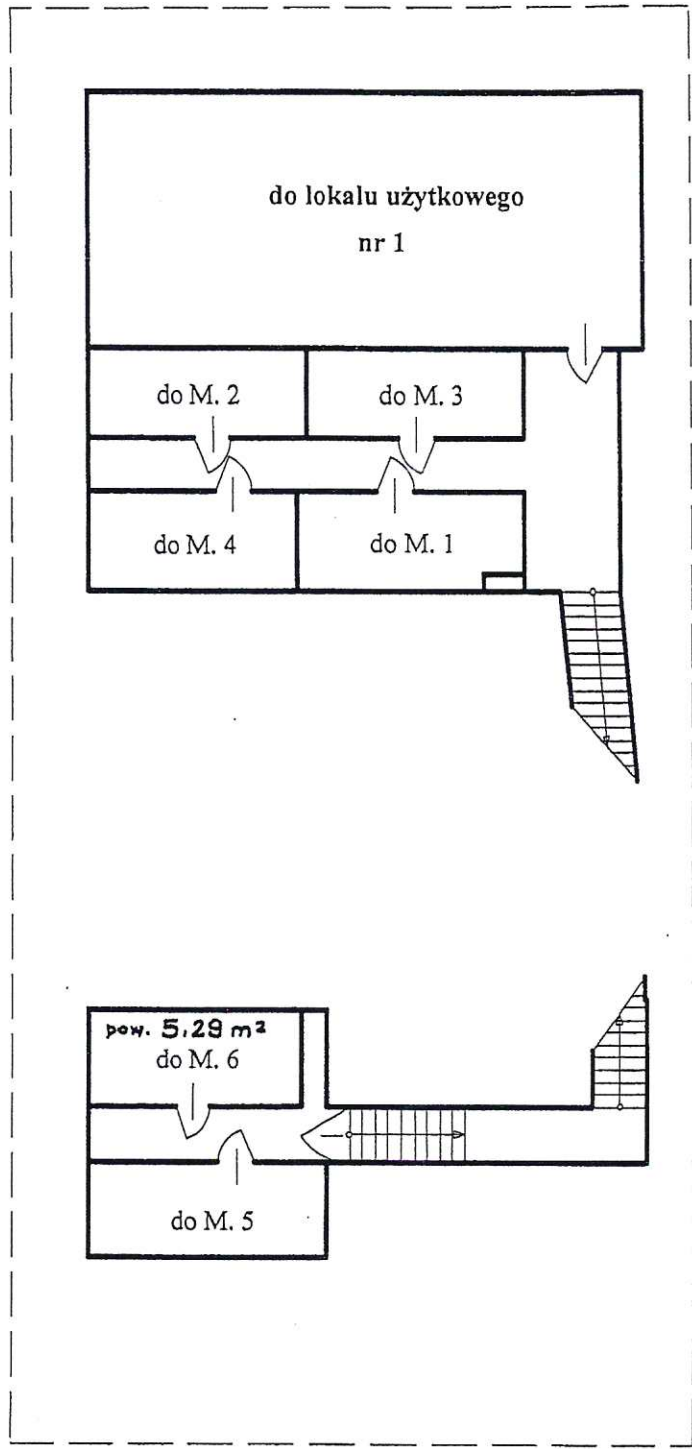 do lokalu użytkowego
nr 1
do M. 2
do M. 3
do M. 4
do M. 1
pow. 5,29 m²
do M. 6
do M. 5